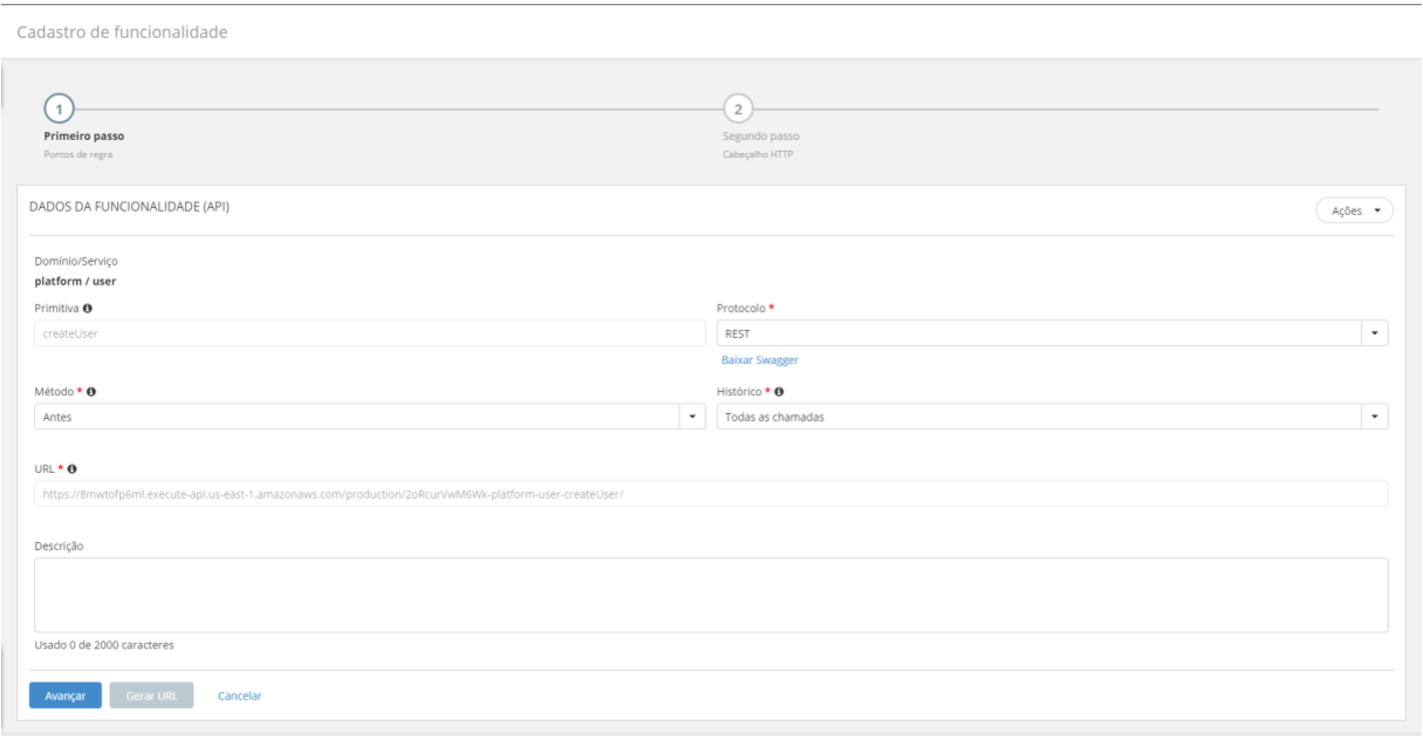 Cadastro de funcionalidade
1
2
Primeiro passo
Segundo passo
Pontos de regra
Cabeçalho HTTP
DADOS DA FUNCIONALIDADE (API)
Ações
Domínio/Serviço
platform / user
Primitiva
Protocolo *
createUser
REST
Baixar Swagger
Método *
Histórico *
Antes
Todas as chamadas
URL *
https://8mwtofp6ml.execute-api.us-east-1.amazonaws.com/production/2oRcurVwM6Wk-platform-user-createUser/
Descrição
Usado 0 de 2000 caracteres
Avançar
Gerar URL
Cancelar